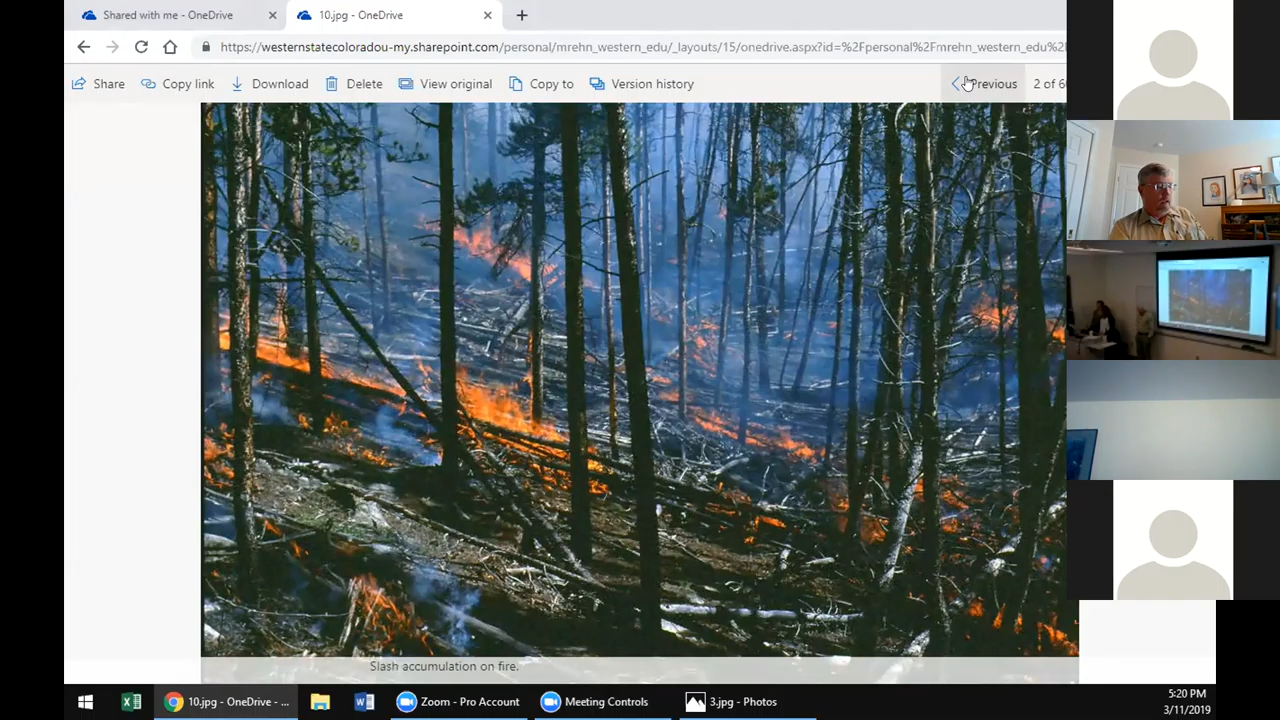 Shared with me - OneDrive
10.jpg - OneDrive
https://westernstatecoloradou-my.sharepoint.com/personal/mrehn_western_edu/_layouts/15/onedrive.aspx?id=%2Fpersonal%2Fmrehn_western_edu%2
Share Copy link Download Delete View original Copy to Version history Previous 2 of 6
Slash accumulation on fire.
10.jpg - OneDrive - ... Zoom - Pro Account Meeting Controls 3.jpg - Photos
5:20 PM
3/11/2019